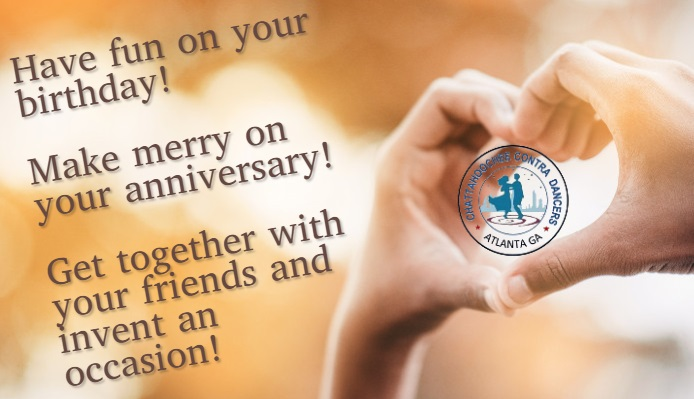 Have fun on your
birthday!
Make merry on
your anniversary!
Get together with
your friends and
invent an
occasion!
CHATTAHOOCHEE CONTRA DANCERS
ATLANTA GA